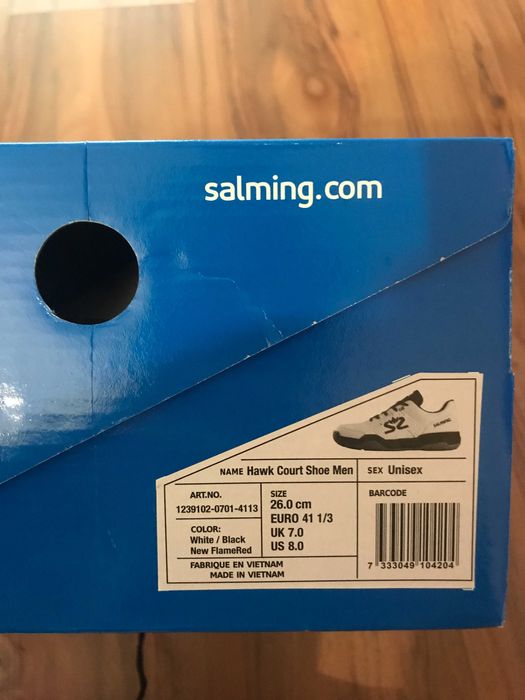 salming.com
S2
SALMING
NAME Hawk Court Shoe Men
SEX Unisex
ART.NO.
1239102-0701-4113
COLOR:
White / Black
New FlameRed
SIZE
26.0 cm
EURO 41 1/3
UK 7.0
US 8.0
BARCODE
7 333049 104204
FABRIQUE EN VIETNAM
MADE IN VIETNAM